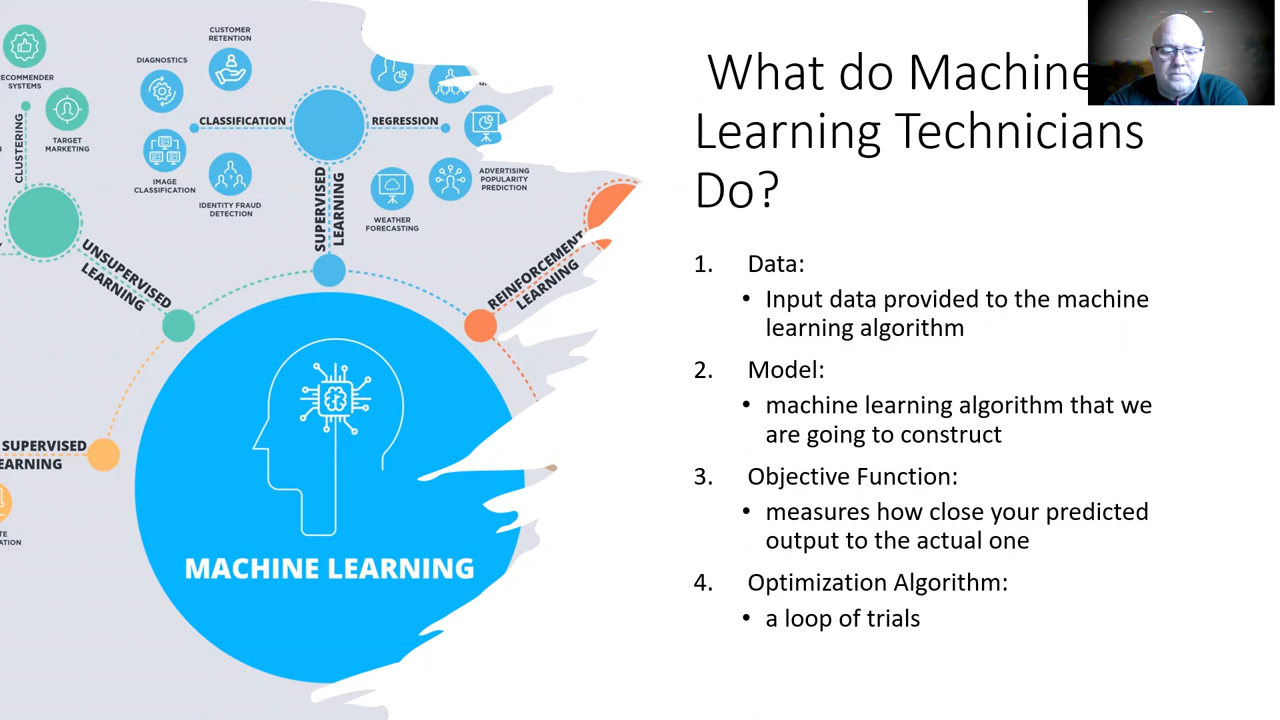 What do Machine
Learning Technicians
Do?
1. Data:
• Input data provided to the machine
learning algorithm
2. Model:
• machine learning algorithm that we
are going to construct
3. Objective Function:
• measures how close your predicted
output to the actual one
4. Optimization Algorithm:
• a loop of trials
CUSTOMER
RETENTION
DIAGNOSTICS
CLASSIFICATION
IMAGE
CLASSIFICATION
IDENTITY FRAUD
DETECTION
REGRESSION
ADVERTISING
POPULARITY
PREDICTION
WEATHER
FORECASTING
SUPERVISED
LEARNING
SYSTEMS
TARGET
MARKETING
CLUSTERING
UNSUPERVISED
LEARNING
REINFORCEMENT
LEARNING
SUPERVISED
MACHINE LEARNING